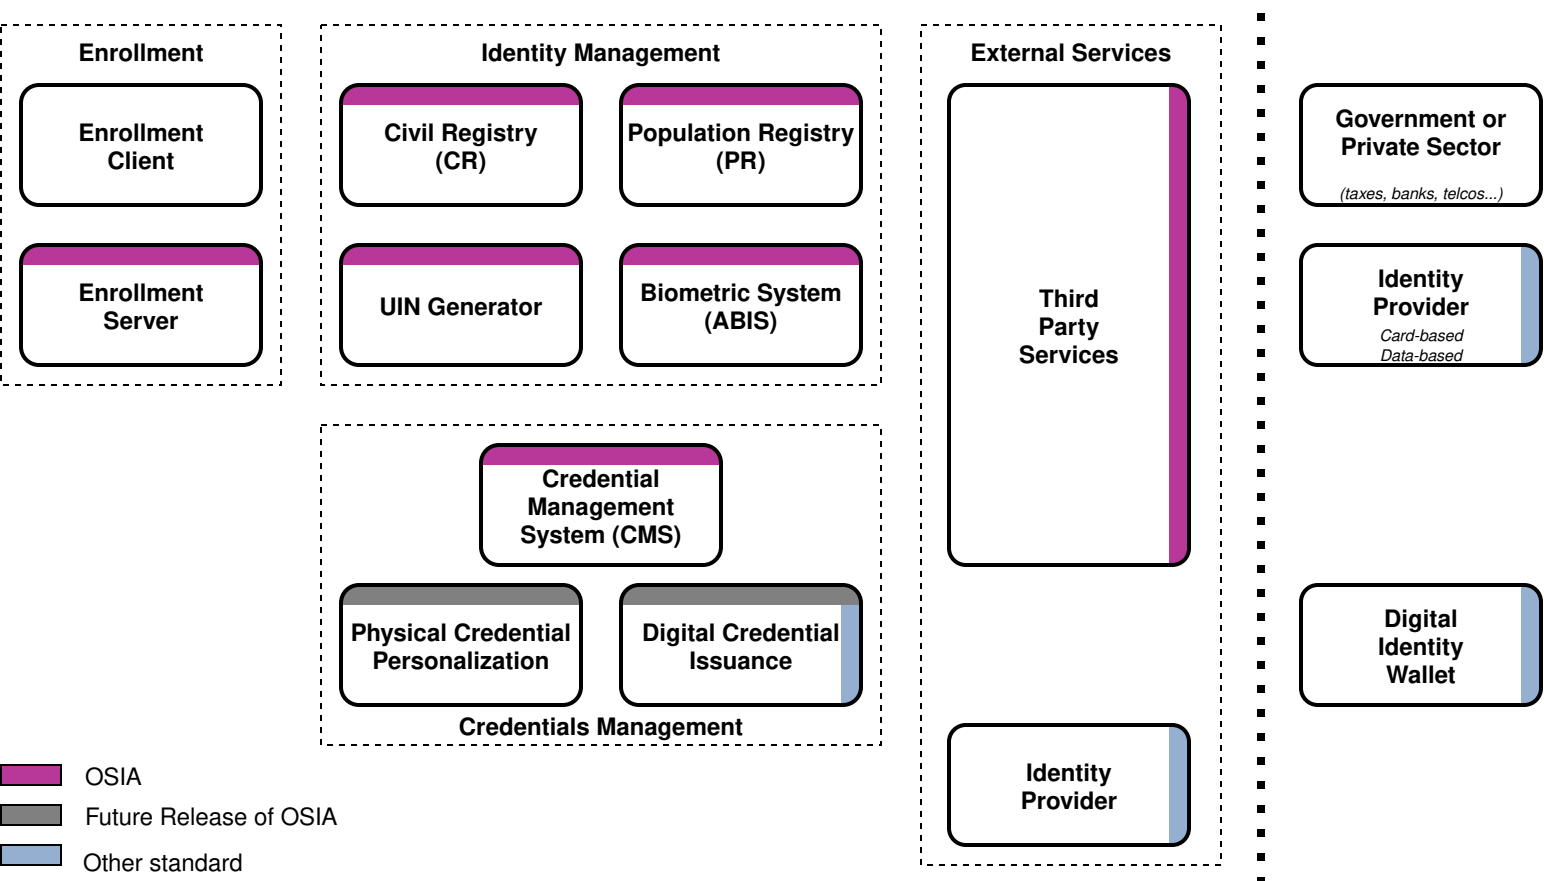 Enrollment
Enrollment
Client
Enrollment
Server
Identity Management
Civil Registry
(CR)
Population Registry
(PR)
UIN Generator
Biometric System
(ABIS)
Credential
Management
System (CMS)
Physical Credential
Personalization
Digital Credential
Issuance
Credentials Management
External Services
Third
Party
Services
Identity
Provider
Government or
Private Sector
(taxes, banks, telcos...)
Identity
Provider
Card-based
Data-based
Digital
Identity
Wallet
OSIA
Future Release of OSIA
Other standard